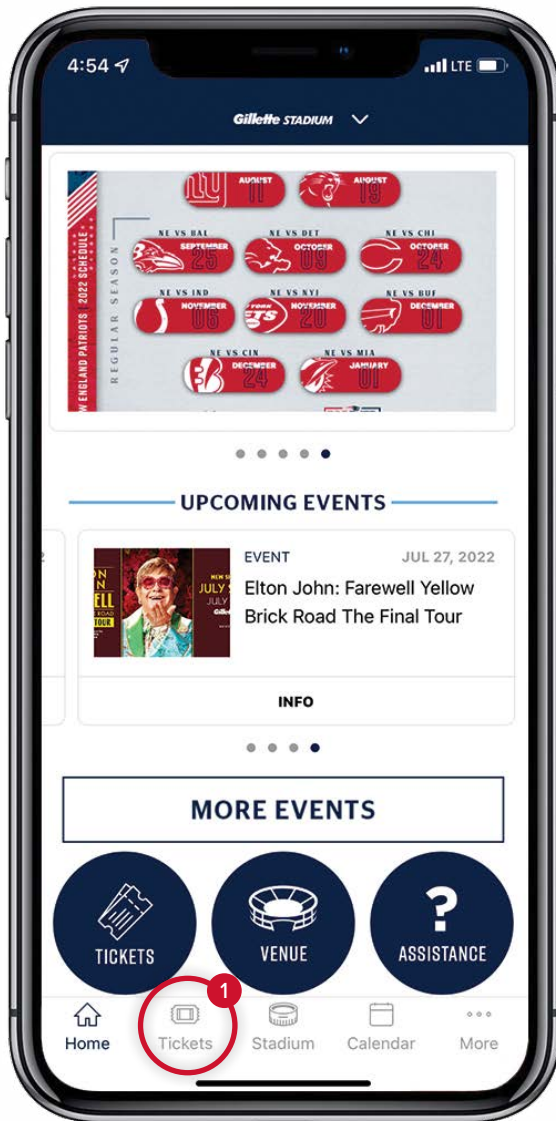 4:54
LTE
Gillette STADIUM
AUGUST AUGUST
11 19
NE VS BAL NE VS DET NE VS CHI
SEPTEMBER OCTOBER OCTOBER
25 09 24
NE VS IND NE VS NYJ NE VS BUF
NOVEMBER NOVEMBER DECEMBER
06 20 01
NE VS CIN NE VS MIA
DECEMBER JANUARY
24 01
REGULAR SEASON
ENGLAND PATRIOTS | 2022 SCHEDULE
UPCOMING EVENTS
EVENT JUL 27, 2022
Elton John: Farewell Yellow
Brick Road The Final Tour
INFO
MORE EVENTS
TICKETS VENUE ? ASSISTANCE
1
Home Tickets Stadium Calendar More